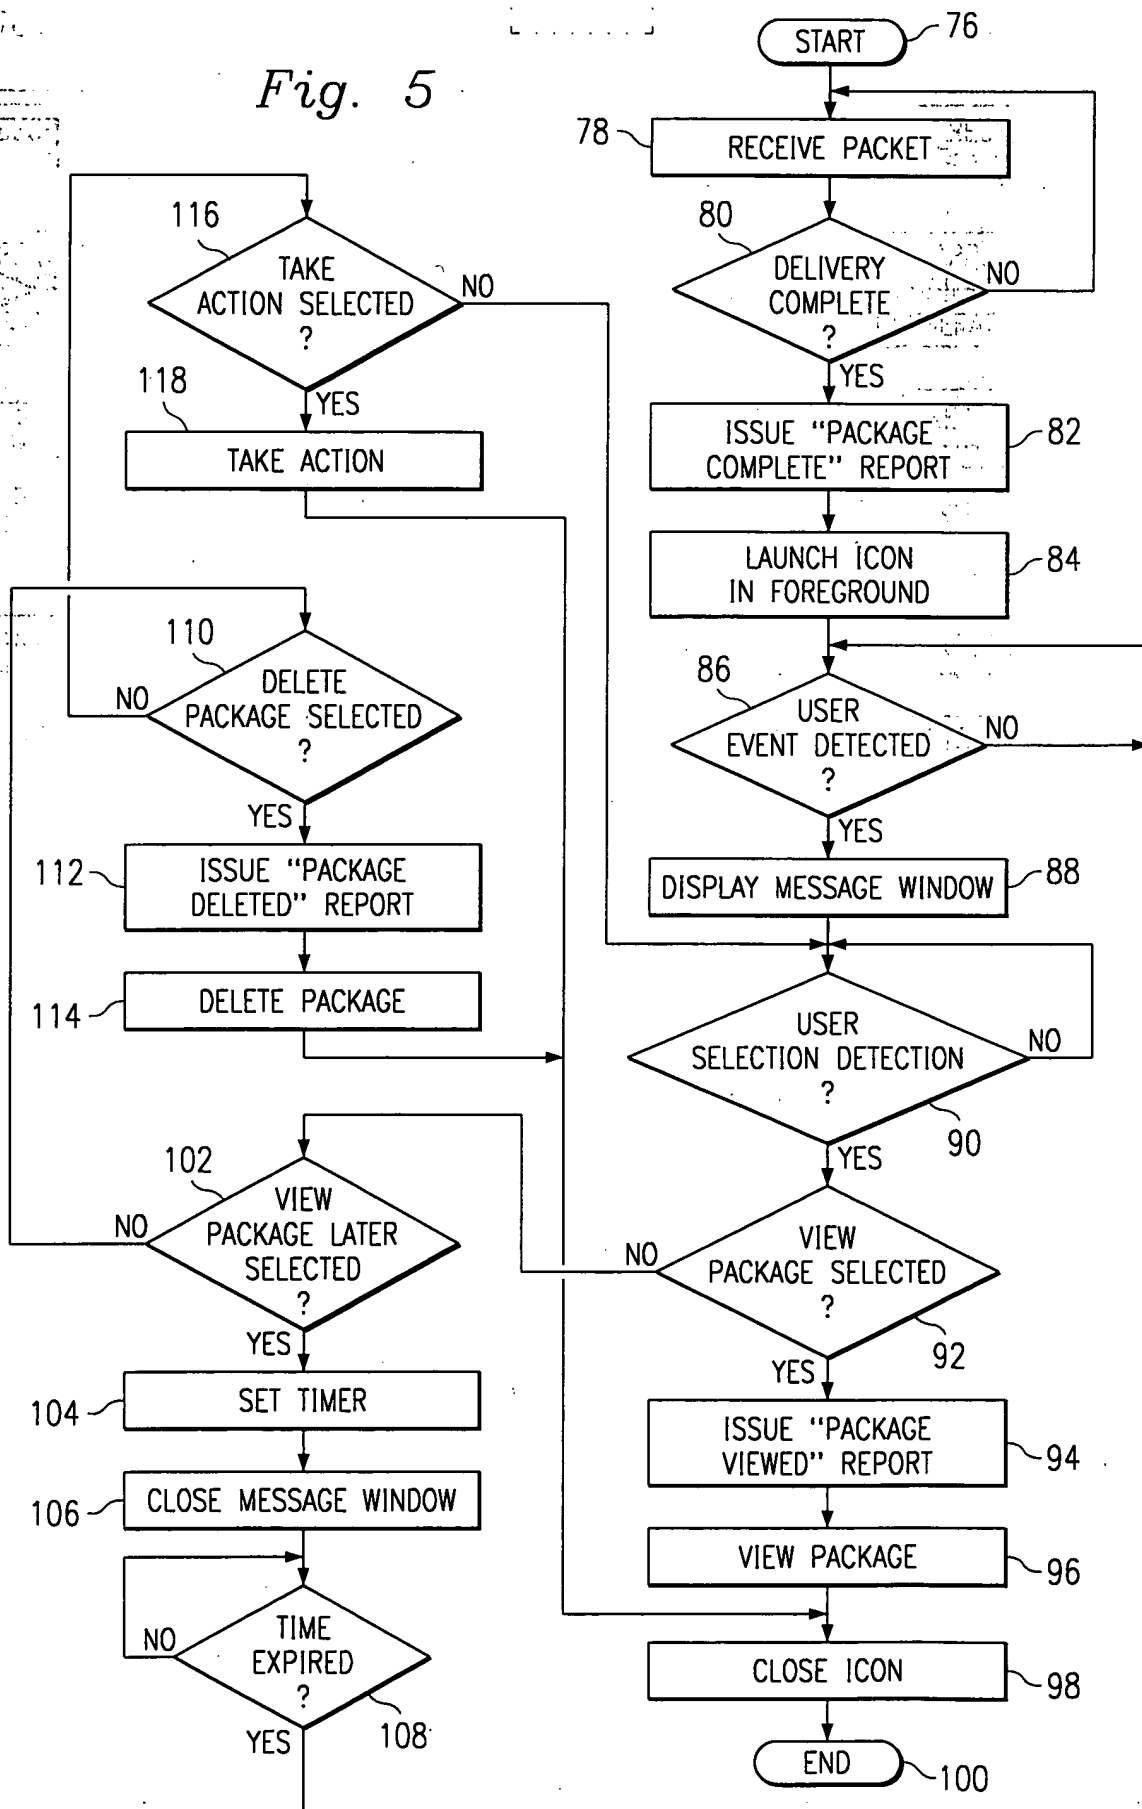 Fig. 5
START
76
78
RECEIVE PACKET
80
DELIVERY
COMPLETE
?
NO
YES
ISSUE "PACKAGE
COMPLETE" REPORT
82
LAUNCH ICON
IN FOREGROUND
84
86
USER
EVENT DETECTED
?
NO
YES
DISPLAY MESSAGE WINDOW
88
USER
SELECTION DETECTION
?
NO
90
YES
VIEW
PACKAGE SELECTED
?
NO
92
YES
ISSUE "PACKAGE
VIEWED" REPORT
94
VIEW PACKAGE
96
CLOSE ICON
98
END
100
102
VIEW
PACKAGE LATER
SELECTED
?
NO
YES
104
SET TIMER
106
CLOSE MESSAGE WINDOW
TIME
EXPIRED
?
NO
108
YES
110
DELETE
PACKAGE SELECTED
?
NO
YES
112
ISSUE "PACKAGE
DELETED" REPORT
114
DELETE PACKAGE
116
TAKE
ACTION SELECTED
?
NO
YES
118
TAKE ACTION